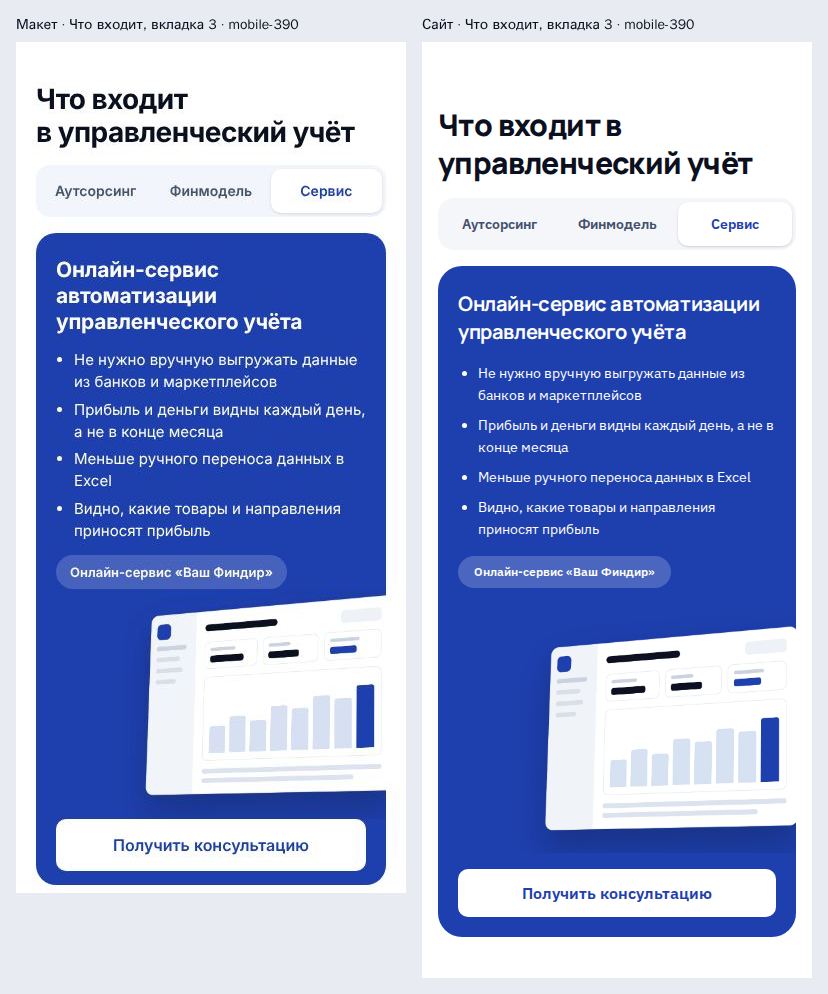 Макет · Что входит, вкладка 3 · mobile-390
Что входит
в управленческий учёт
Аутсорсинг Финмодель Сервис
Онлайн-сервис
автоматизации
управленческого учёта
• Не нужно вручную выгружать данные
из банков и маркетплейсов
• Прибыль и деньги видны каждый день,
а не в конце месяца
• Меньше ручного переноса данных в
Excel
• Видно, какие товары и направления
приносят прибыль
Онлайн-сервис «Ваш Финдир»
Получить консультацию
Сайт · Что входит, вкладка 3 · mobile-390
Что входит в
управленческий учёт
Аутсорсинг Финмодель Сервис
Онлайн-сервис автоматизации
управленческого учёта
• Не нужно вручную выгружать данные из
банков и маркетплейсов
• Прибыль и деньги видны каждый день, а не в
конце месяца
• Меньше ручного переноса данных в Excel
• Видно, какие товары и направления
приносят прибыль
Онлайн-сервис «Ваш Финдир»
Получить консультацию